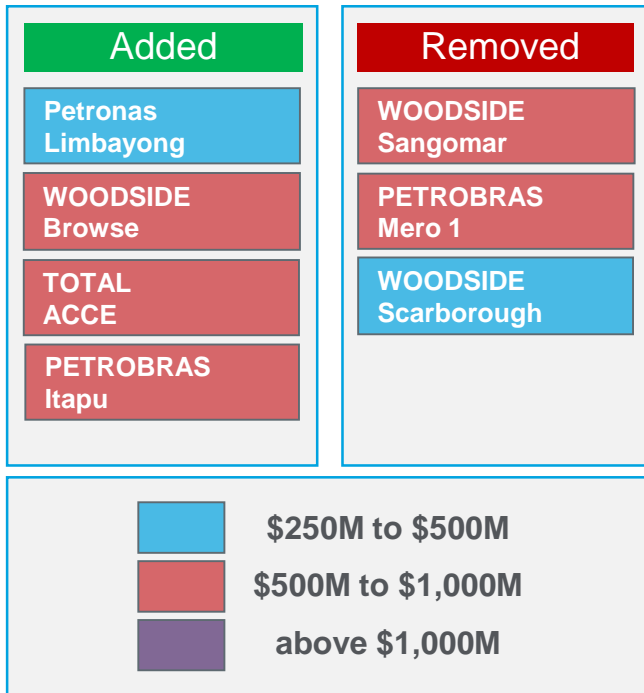 Added
Petronas
Limbayong
WOODSIDE
Browse
TOTAL
ACCE
PETROBRAS
Itapu
Removed
WOODSIDE
Sangomar
PETROBRAS
Mero 1
WOODSIDE
Scarborough
$250M to $500M
$500M to $1,000M
above $1,000M